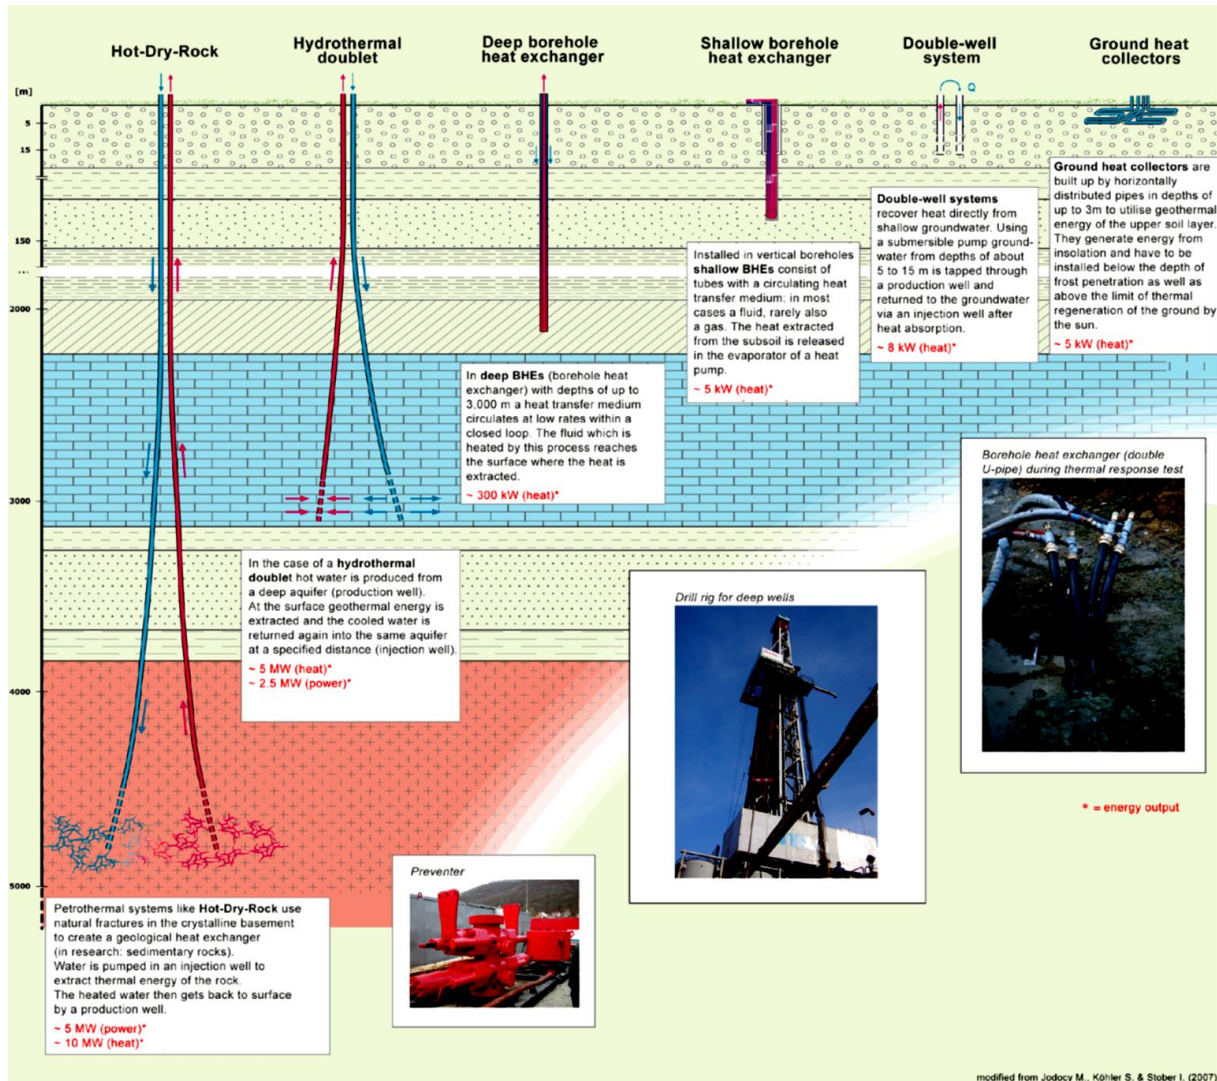 Hot-Dry-Rock
Hydrothermal
doublet
Deep borehole
heat exchanger
Shallow borehole
heat exchanger
Double-well
system
Ground heat
collectors
[m]
5
15
150
...
2000
3000
4000
5000
Q
Ground heat collectors are
built up by horizontally
distributed pipes in depths of
up to 3m to utilise geothermal
energy of the upper soil layer.
They generate energy from
insolation and have to be
installed below the depth of
frost penetration as well as
above the limit of thermal
regeneration of the ground by
the sun.
~ 5 kW (heat)*
Double-well systems
recover heat directly from
shallow groundwater. Using
a submersible pump ground-
water from depths of about
5 to 15 m is tapped through
a production well and
returned to the groundwater
via an injection well after
heat absorption.
~ 8 kW (heat)*
Installed in vertical boreholes
shallow BHEs consist of
tubes with a circulating heat
transfer medium; in most
cases a fluid, rarely also
a gas. The heat extracted
from the subsoil is released
in the evaporator of a heat
pump.
~ 5 kW (heat)*
In deep BHEs (borehole heat
exchanger) with depths of up to
3,000 m a heat transfer medium
circulates at low rates within a
closed loop. The fluid which is
heated by this process reaches
the surface where the heat is
extracted.
~ 300 kW (heat)*
In the case of a hydrothermal
doublet hot water is produced from
a deep aquifer (production well).
At the surface geothermal energy is
extracted and the cooled water is
returned again into the same aquifer
at a specified distance (injection well).
~ 5 MW (heat)*
~ 2.5 MW (power)*
Petrothermal systems like Hot-Dry-Rock use
natural fractures in the crystalline basement
to create a geological heat exchanger
(in research: sedimentary rocks).
Water is pumped in an injection well to
extract thermal energy of the rock.
The heated water then gets back to surface
by a production well.
~ 5 MW (power)*
~ 10 MW (heat)*
Preventer
Drill rig for deep wells
Borehole heat exchanger (double
U-pipe) during thermal response test
* = energy output
modified from Jodocy M., Köhler S. & Stober I. (2007)